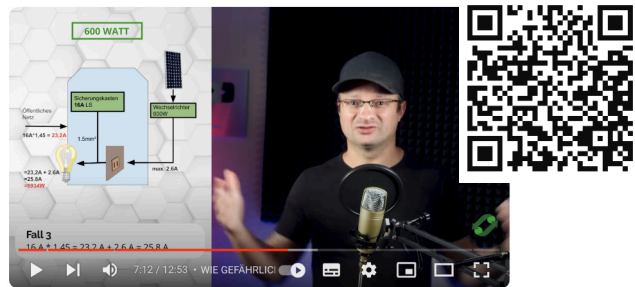 600 WATT
Sicherungskasten
16A LS
Wechselrichter
600W
Öffentliches
Netz
16A*1,45 = 23,2A
1.5mm²
max. 2.6A
=23,2A + 2.6A
=25.8A
=5934W
Fall 3
16 A * 1,45 = 23,2 A + 2,6 A = 25,8 A
7:12 / 12:53 • WIE GEFÄHRLICH